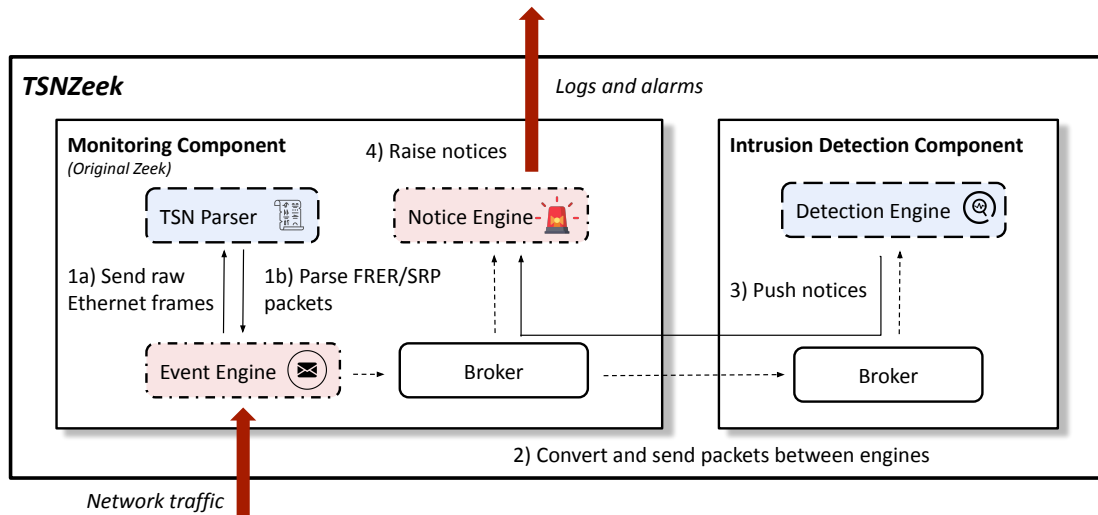 TSNZeek
Logs and alarms
Monitoring Component
(Original Zeek)
4) Raise notices
TSN Parser
Notice Engine
1a) Send raw
Ethernet frames
1b) Parse FRER/SRP
packets
Event Engine
Broker
Intrusion Detection Component
Detection Engine
3) Push notices
Broker
2) Convert and send packets between engines
Network traffic